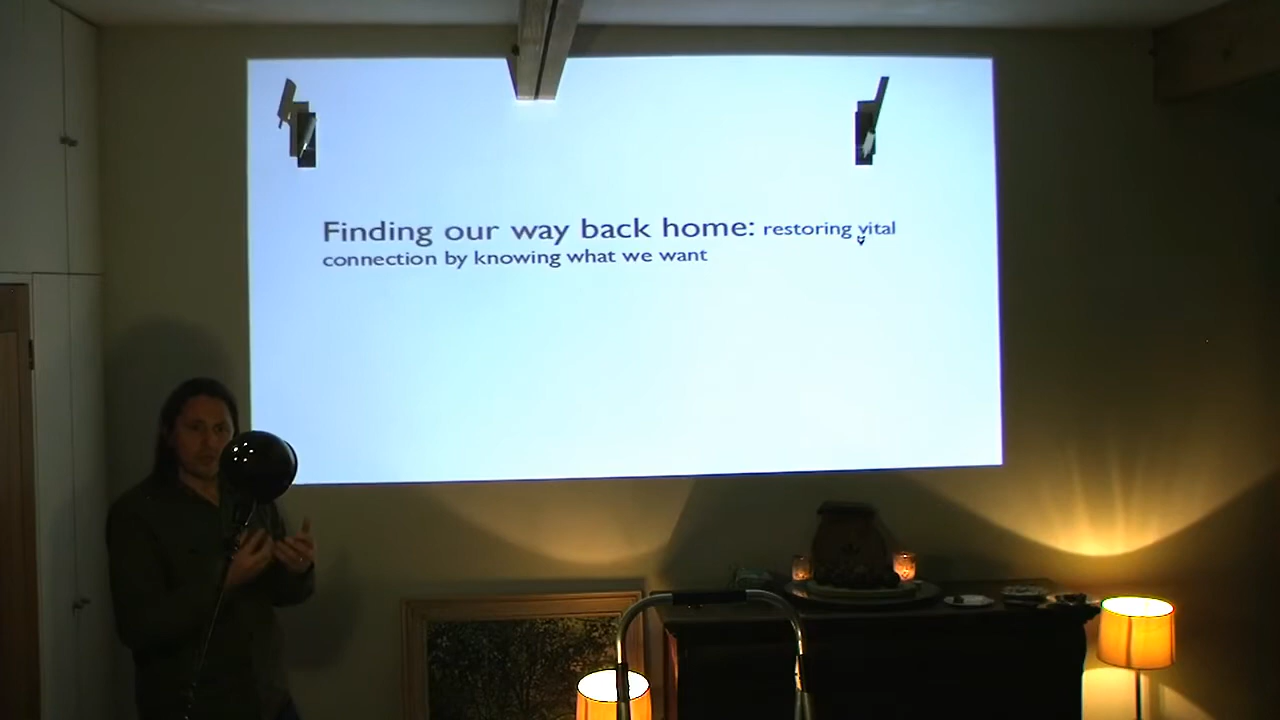 Finding our way back home: restoring vital
connection by knowing what we want